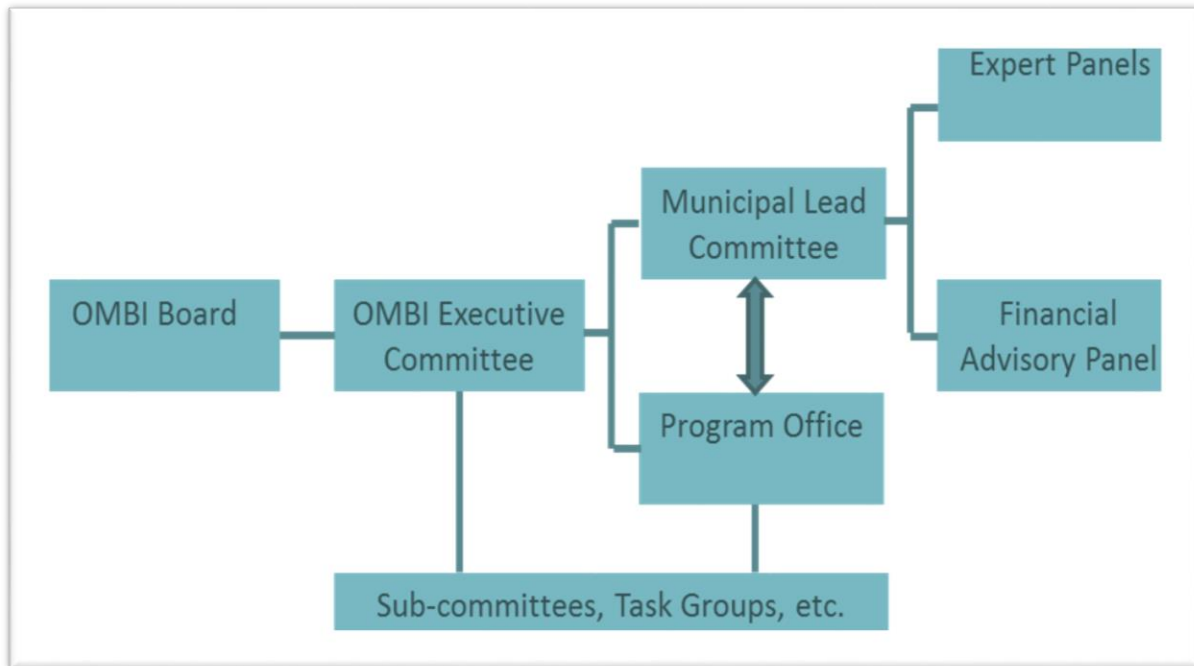 Expert Panels
Municipal Lead
Committee
OMBI Board
OMBI Executive
Committee
Financial
Advisory Panel
Program Office
Sub-committees, Task Groups, etc.